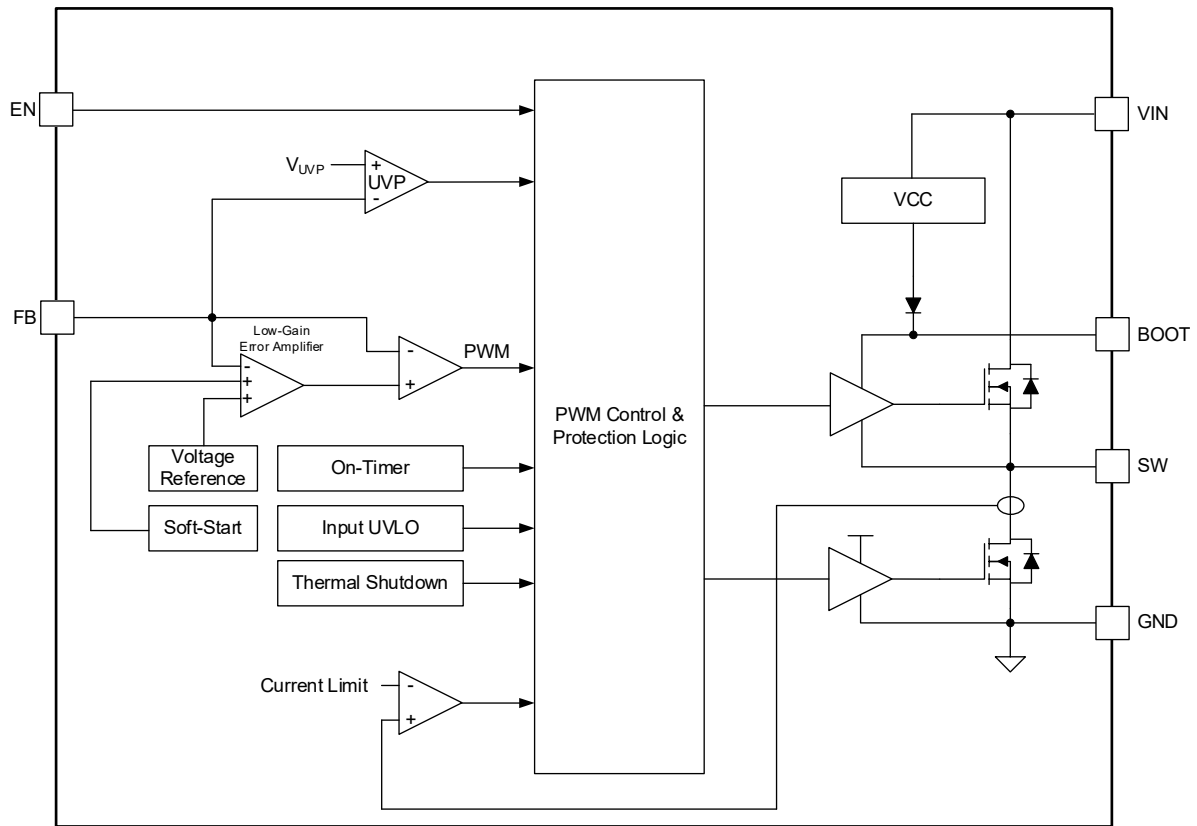 EN
VIN
V_UVP
+
UVP
-
VCC
FB
Low-Gain
Error Amplifier
-
+
+
-
+
PWM
BOOT
PWM Control &
Protection Logic
Voltage
Reference
On-Timer
SW
Soft-Start
Input UVLO
Thermal Shutdown
GND
Current Limit
-
+